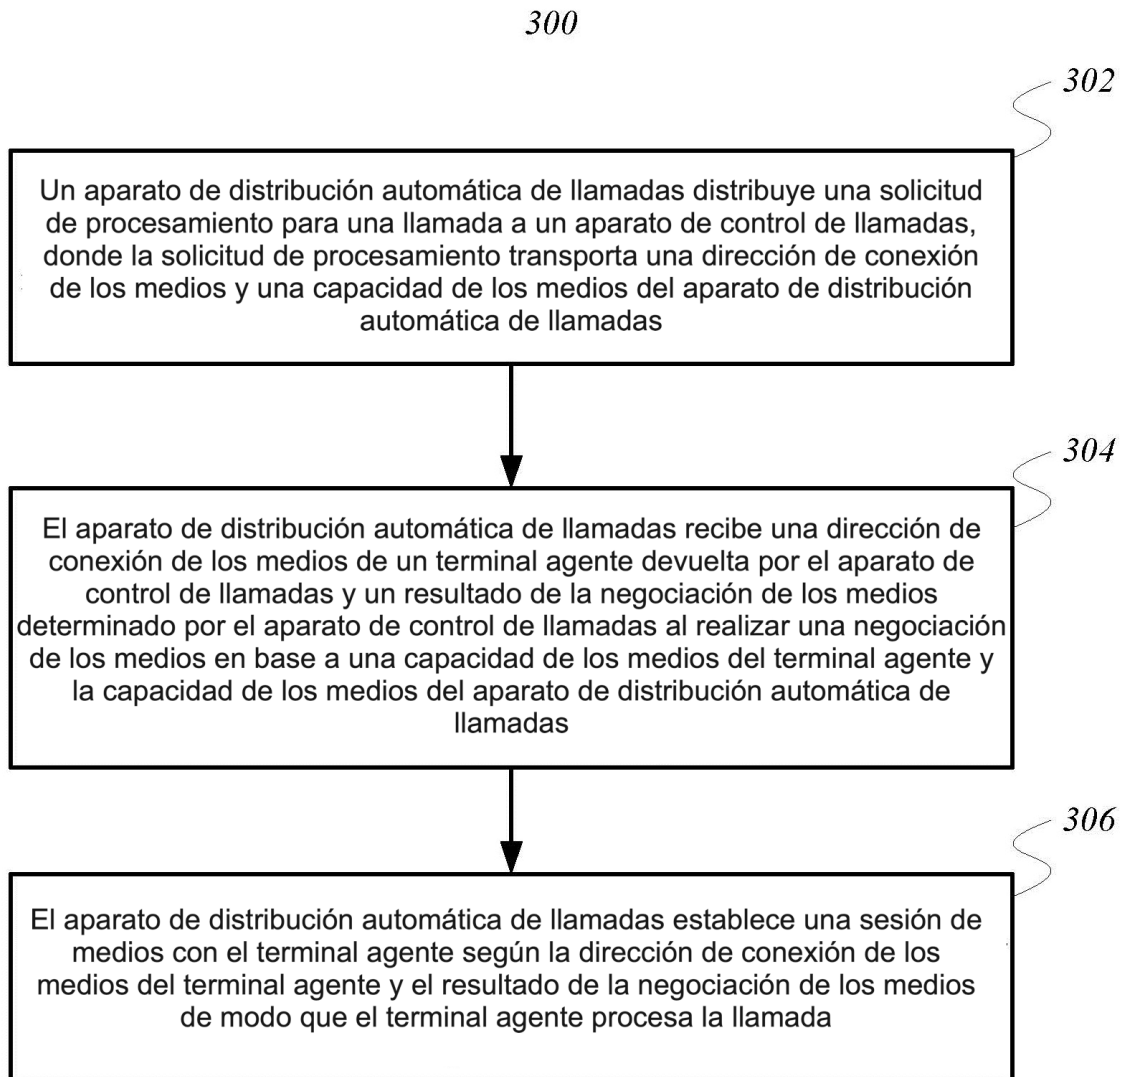 300
302
Un aparato de distribución automática de llamadas distribuye una solicitud
de procesamiento para una llamada a un aparato de control de llamadas,
donde la solicitud de procesamiento transporta una dirección de conexión
de los medios y una capacidad de los medios del aparato de distribución
automática de llamadas
304
El aparato de distribución automática de llamadas recibe una dirección de
conexión de los medios de un terminal agente devuelta por el aparato de
control de llamadas y un resultado de la negociación de los medios
determinado por el aparato de control de llamadas al realizar una negociación
de los medios en base a una capacidad de los medios del terminal agente y
la capacidad de los medios del aparato de distribución automática de
llamadas
306
El aparato de distribución automática de llamadas establece una sesión de
medios con el terminal agente según la dirección de conexión de los
medios del terminal agente y el resultado de la negociación de los medios
de modo que el terminal agente procesa la llamada